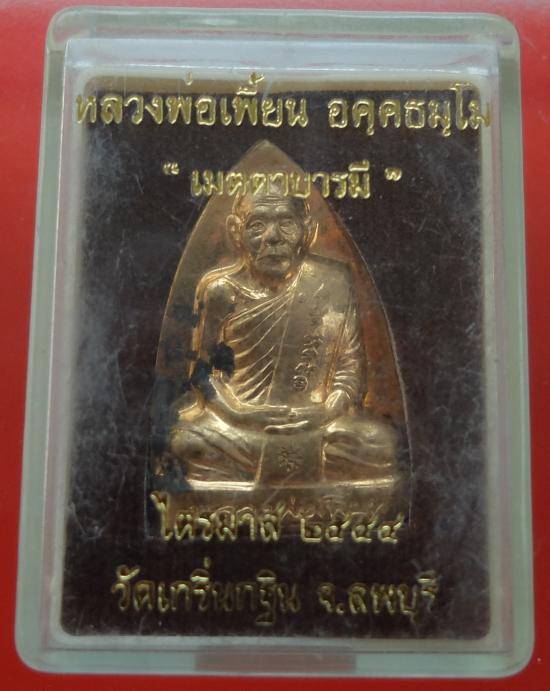 หลวงพ่อเพี้ยน อคฺคธมฺโม
" เมตตาบารมี "
ไตรมาส ๒๕๕๔
วัดเกริ่นกฐิน จ.ลพบุรี